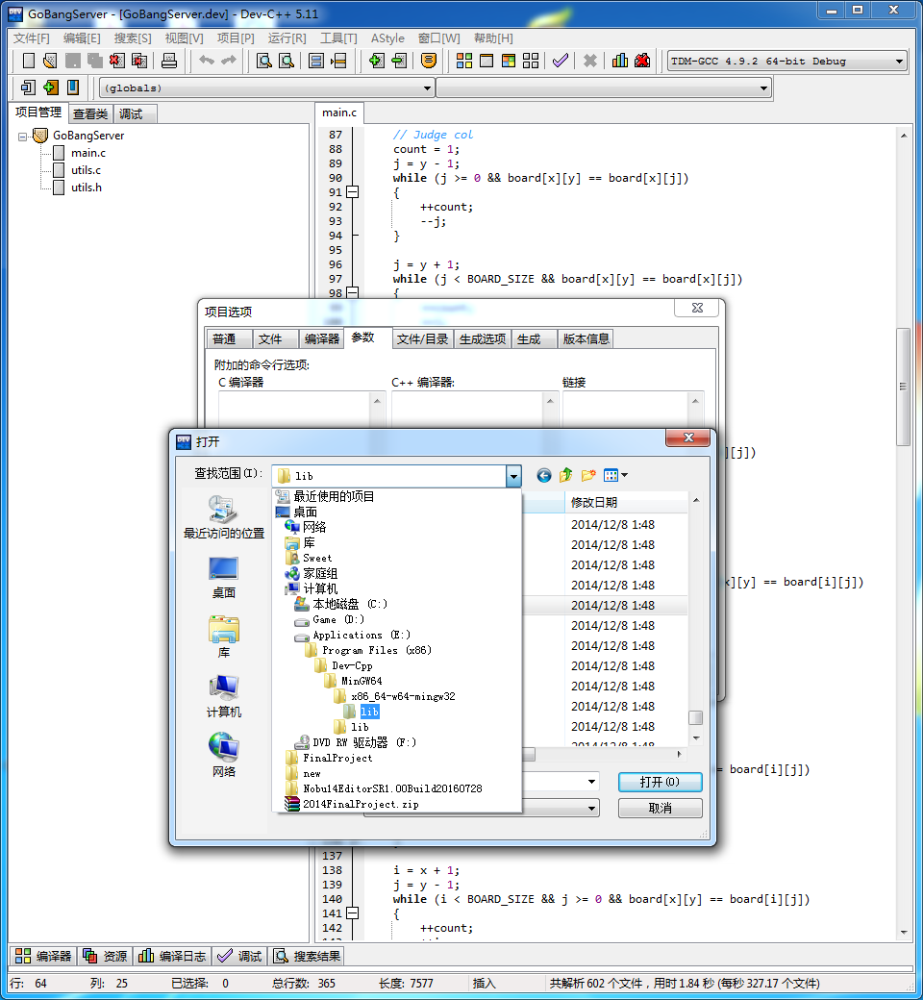 GoBangServer - [GoBangServer.dev] - Dev-C++ 5.11
文件[F] 编辑[E] 搜索[S] 视图[V] 项目[P] 运行[R] 工具[T] AStyle 窗口[W] 帮助[H]
TDM-GCC 4.9.2 64-bit Debug
(globals)
项目管理 查看类 调试
main.c
GoBangServer
main.c
utils.c
utils.h
87 // Judge col
88 count = 1;
89 j = y - 1;
90 while (j >= 0 && board[x][y] == board[x][j])
91 {
92 ++count;
93 --j;
94 }
95
96 j = y + 1;
97 while (j < BOARD_SIZE && board[x][y] == board[x][j])
98 {
项目选项
普通 文件 编译器 参数 文件/目录 生成选项 生成 版本信息
附加的命令行选项:
C 编译器 C++ 编译器: 链接
][j])
x][y] == board[i][j])
= board[i][j])
打开
查找范围(I): lib
最近访问的位置
桌面
库
计算机
网络
最近使用的项目
桌面
网络
库
Sweet
家庭组
计算机
本地磁盘 (C:)
Game (D:)
Applications (E:)
Program Files (x86)
Dev-Cpp
MinGW64
x86_64-w64-mingw32
lib
lib
DVD RW 驱动器 (F:)
FinalProject
new
Nobu14EditorSR1.00Build20160728
2014FinalProject.zip
修改日期
2014/12/8 1:48
2014/12/8 1:48
2014/12/8 1:48
2014/12/8 1:48
2014/12/8 1:48
2014/12/8 1:48
2014/12/8 1:48
2014/12/8 1:48
2014/12/8 1:48
2014/12/8 1:48
2014/12/8 1:48
2014/12/8 1:48
打开(O)
取消
137
138 i = x + 1;
139 j = y - 1;
140 while (i < BOARD_SIZE && j >= 0 && board[x][y] == board[i][j])
141 {
142 ++count;
编译器 资源 编译日志 调试 搜索结果
行: 64 列: 25 已选择: 0 总行数: 365 长度: 7577 插入 共解析 602 个文件，用时 1.84 秒 (每秒 327.17 个文件)